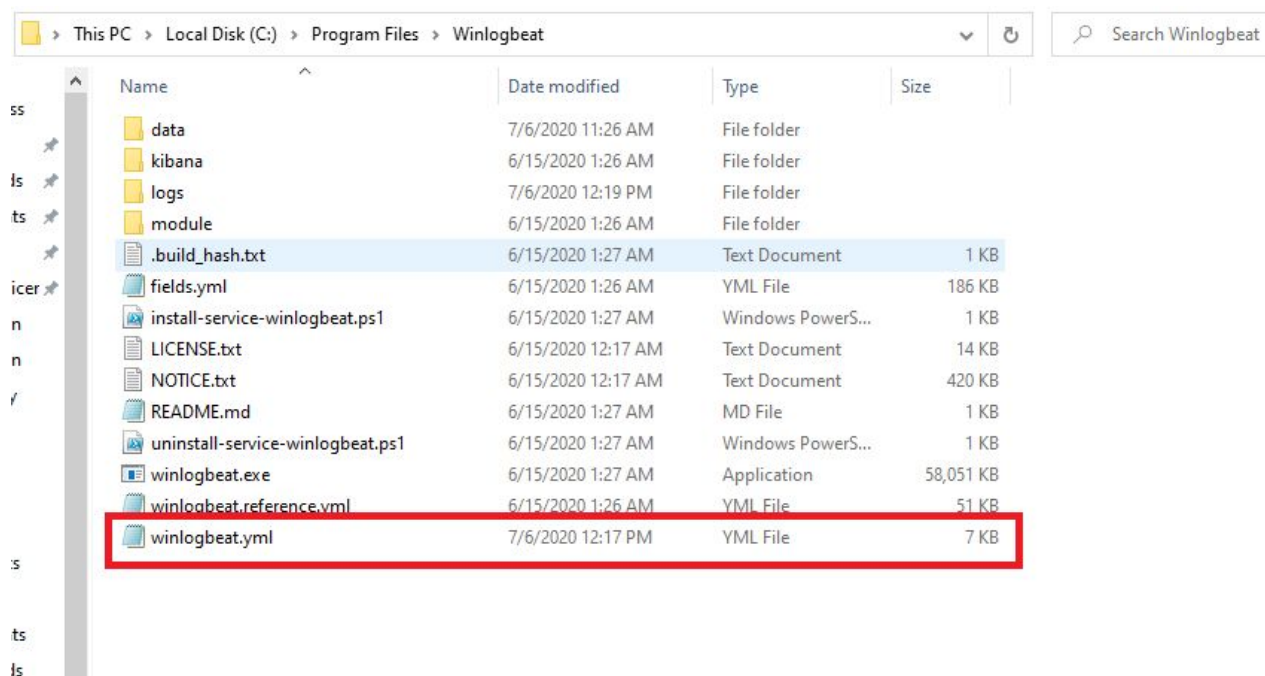 This PC > Local Disk (C:) > Program Files > Winlogbeat Search Winlogbeat
Name Date modified Type Size
data 7/6/2020 11:26 AM File folder
kibana 6/15/2020 1:26 AM File folder
logs 7/6/2020 12:19 PM File folder
module 6/15/2020 1:26 AM File folder
.build_hash.txt 6/15/2020 1:27 AM Text Document 1 KB
fields.yml 6/15/2020 1:26 AM YML File 186 KB
install-service-winlogbeat.ps1 6/15/2020 1:27 AM Windows PowerS... 1 KB
LICENSE.txt 6/15/2020 12:17 AM Text Document 14 KB
NOTICE.txt 6/15/2020 12:17 AM Text Document 420 KB
README.md 6/15/2020 1:27 AM MD File 1 KB
uninstall-service-winlogbeat.ps1 6/15/2020 1:27 AM Windows PowerS... 1 KB
winlogbeat.exe 6/15/2020 1:27 AM Application 58,051 KB
winlogbeat.reference.yml 6/15/2020 1:26 AM YML File 51 KB
winlogbeat.yml 7/6/2020 12:17 PM YML File 7 KB